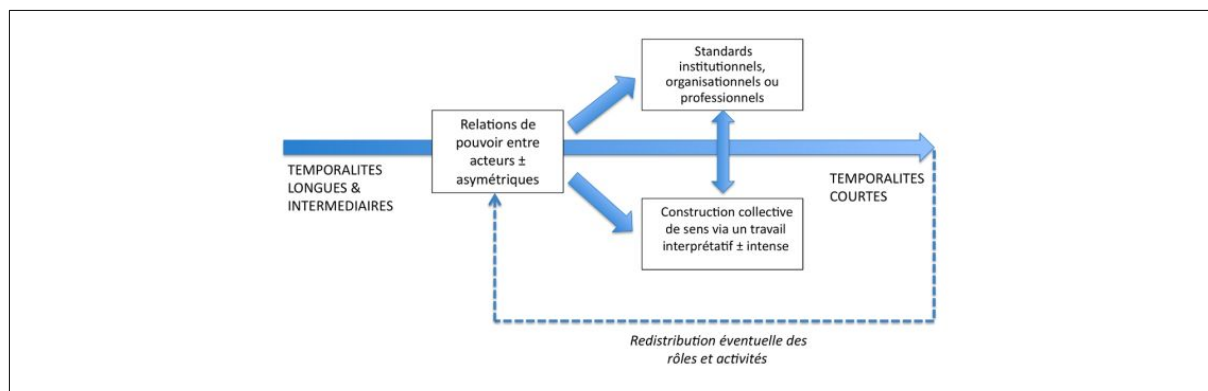 Standards
institutionnels,
organisationnels ou
professionnels
Relations de
pouvoir entre
acteurs ±
asymétriques
TEMPORALITES
LONGUES &
INTERMEDIAIRES
TEMPORALITES
COURTES
Construction collective
de sens via un travail
interprétatif ± intense
Redistribution éventuelle des
rôles et activités